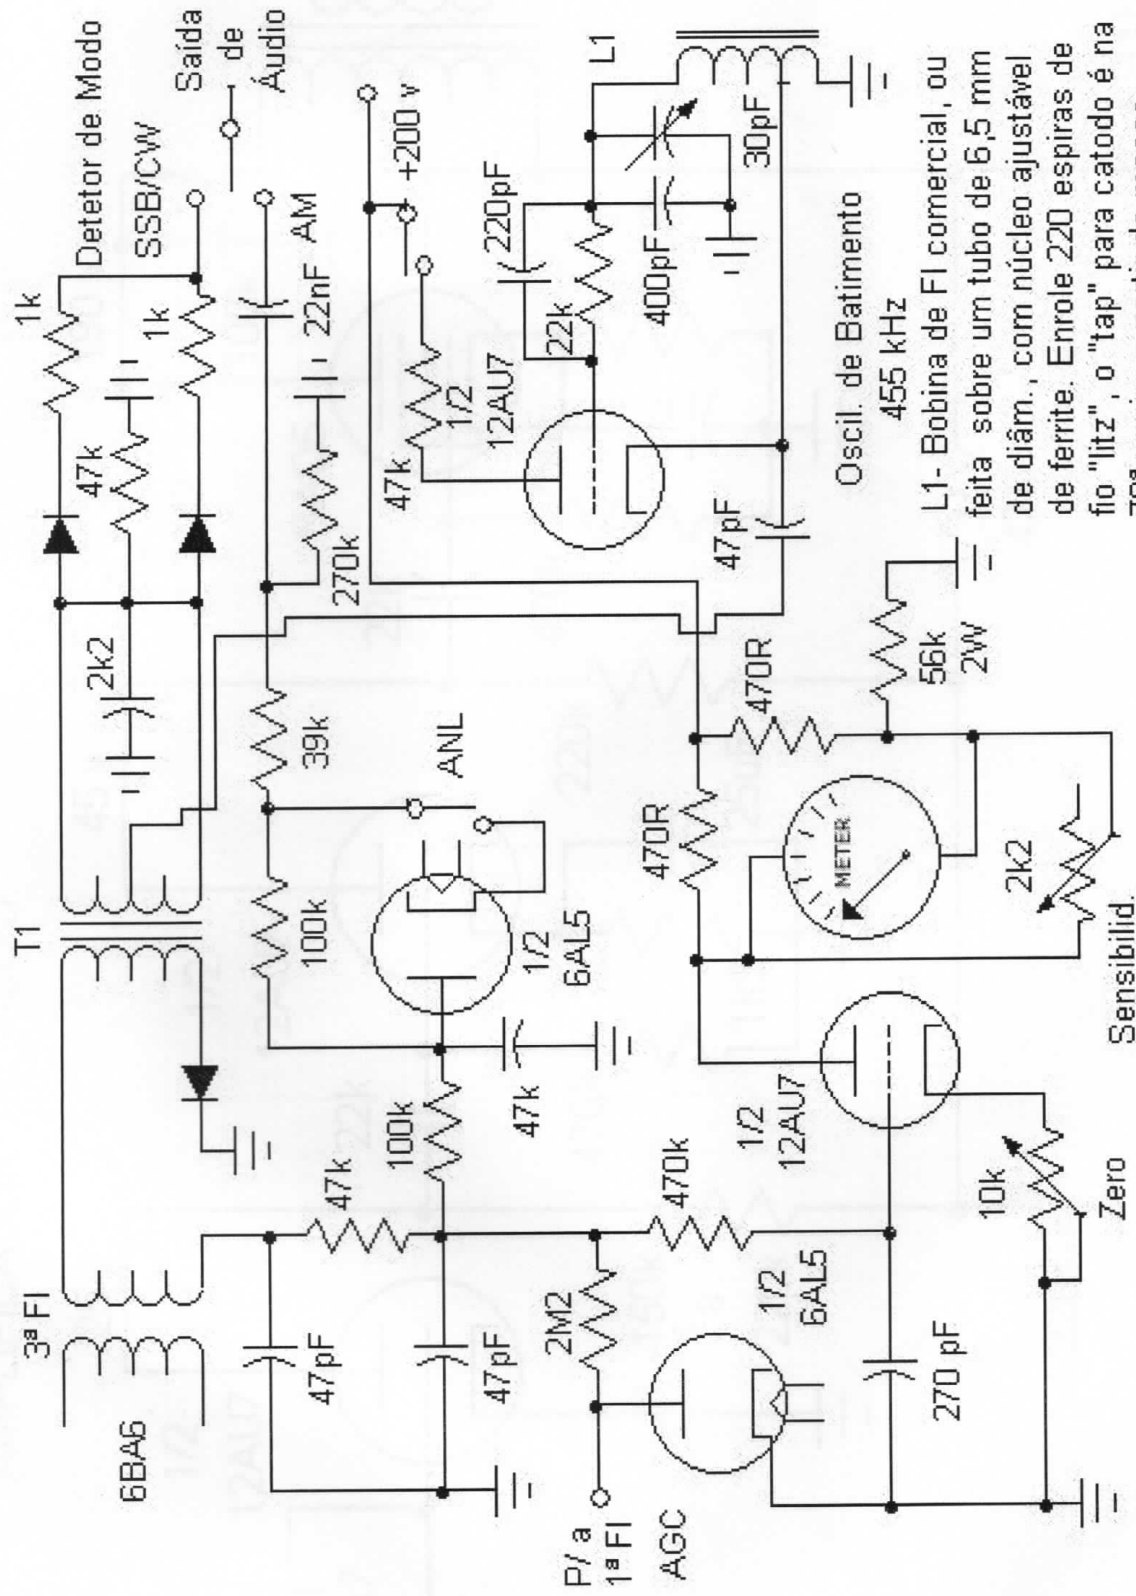 3ª FI
T1
Detetor de Modo
1k
6BA6
47k
SSB/CW
2k2
1k
Saída
de
Áudio
47pF
47k
100k
39k
22nF
AM
270k
ANL
100k
47k
1/2
6AL5
+200 v
47k
1/2
12AU7
22k
220pF
400pF
30pF
L1
47pF
47pF
P/ a
1ª FI
AGC
2M2
470k
1/2
6AL5
1/2
12AU7
470R
470R
METER
56k
2W
270 pF
10k
Zero
2k2
Sensibilid.
Oscil. de Batimento
455 kHz
L1- Bobina de FI comercial, ou
feita sobre um tubo de 6,5 mm
de diâm., com núcleo ajustável
de ferrite. Enrole 220 espiras de
fio "litz", o "tap" para catodo é na